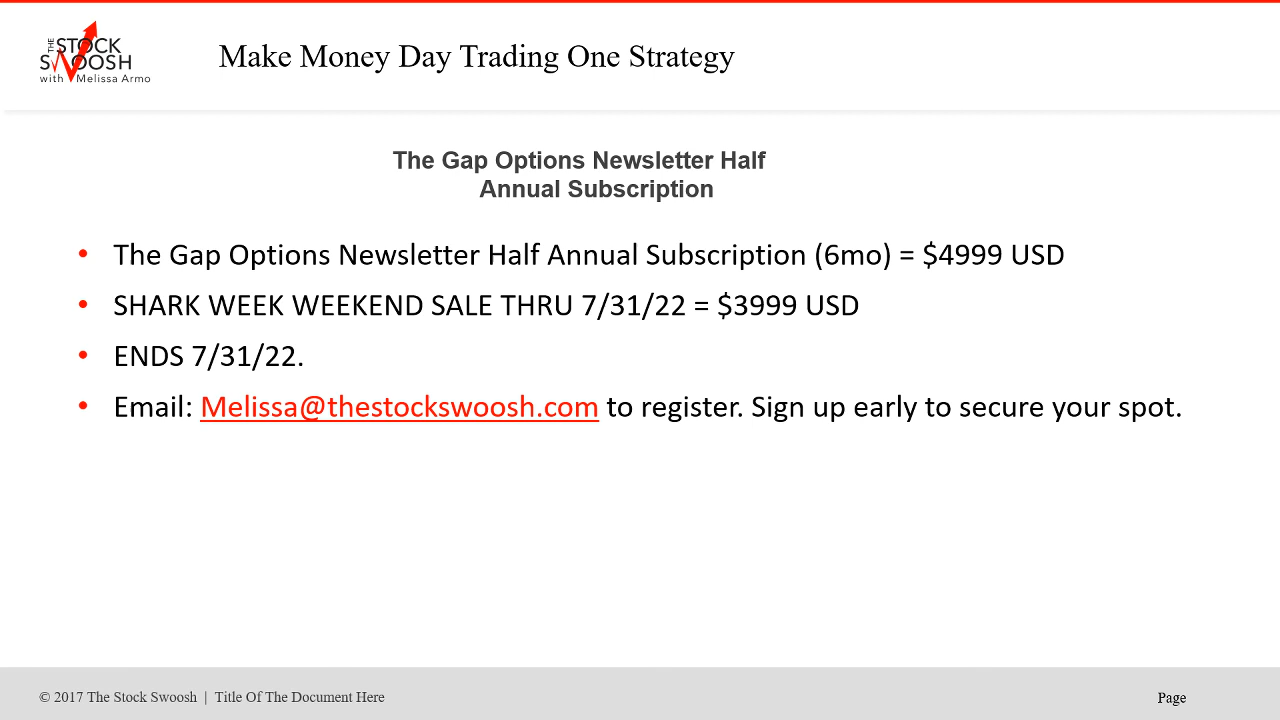 THE
STOCK
SWOOSH
with Melissa Armo
Make Money Day Trading One Strategy
The Gap Options Newsletter Half
Annual Subscription
• The Gap Options Newsletter Half Annual Subscription (6mo) = $4999 USD
• SHARK WEEK WEEKEND SALE THRU 7/31/22 = $3999 USD
• ENDS 7/31/22.
• Email: Melissa@thestockswoosh.com to register. Sign up early to secure your spot.
© 2017 The Stock Swoosh | Title Of The Document Here
Page